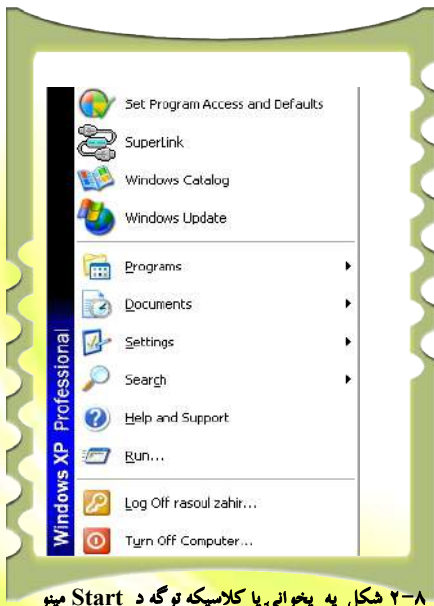 Set Program Access and Defaults
SuperLink
Windows Catalog
Windows Update
Programs
Documents
Settings
Search
Help and Support
Run...
Log Off rasoul zahir...
Turn Off Computer...
Windows XP Professional
۲-۸ شکل په پخوانی یا کلاسیکه توګه د Start مینو